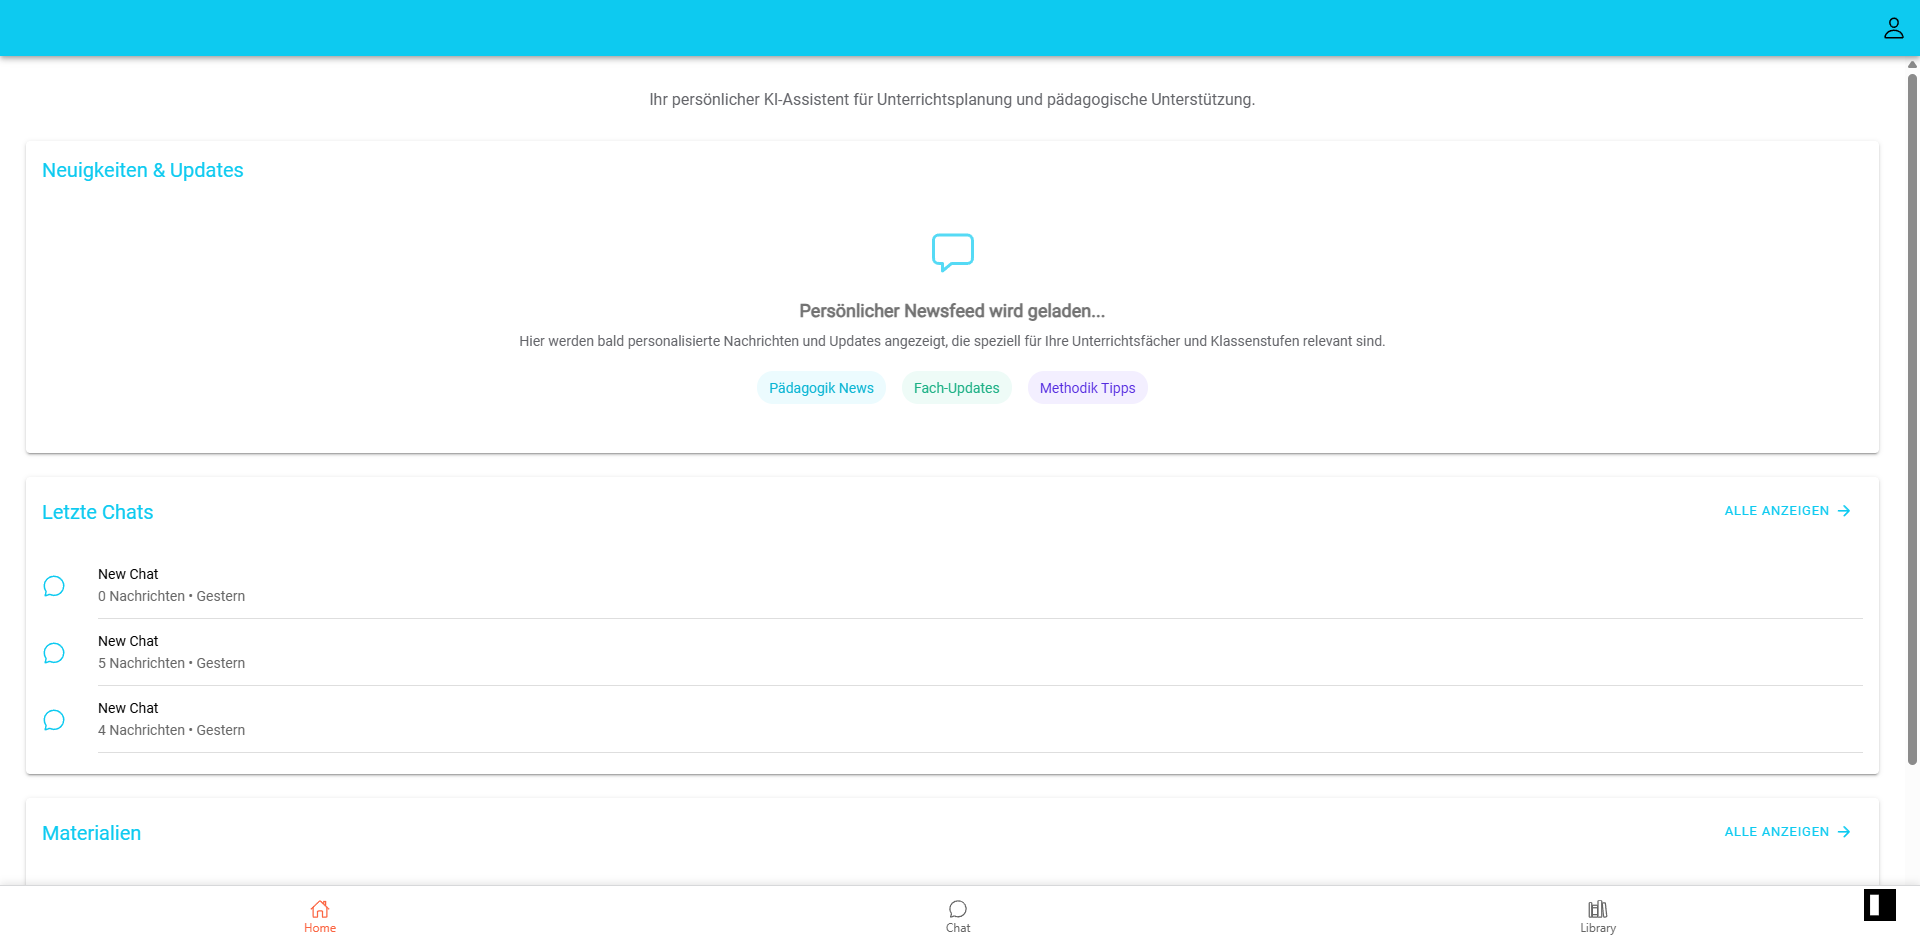 Ihr persönlicher KI-Assistent für Unterrichtsplanung und pädagogische Unterstützung.
Neuigkeiten & Updates
Persönlicher Newsfeed wird geladen...
Hier werden bald personalisierte Nachrichten und Updates angezeigt, die speziell für Ihre Unterrichtsfächer und Klassenstufen relevant sind.
Pädagogik News Fach-Updates Methodik Tipps
Letzte Chats ALLE ANZEIGEN
New Chat
0 Nachrichten • Gestern
New Chat
5 Nachrichten • Gestern
New Chat
4 Nachrichten • Gestern
Materialien ALLE ANZEIGEN
Home Chat Library